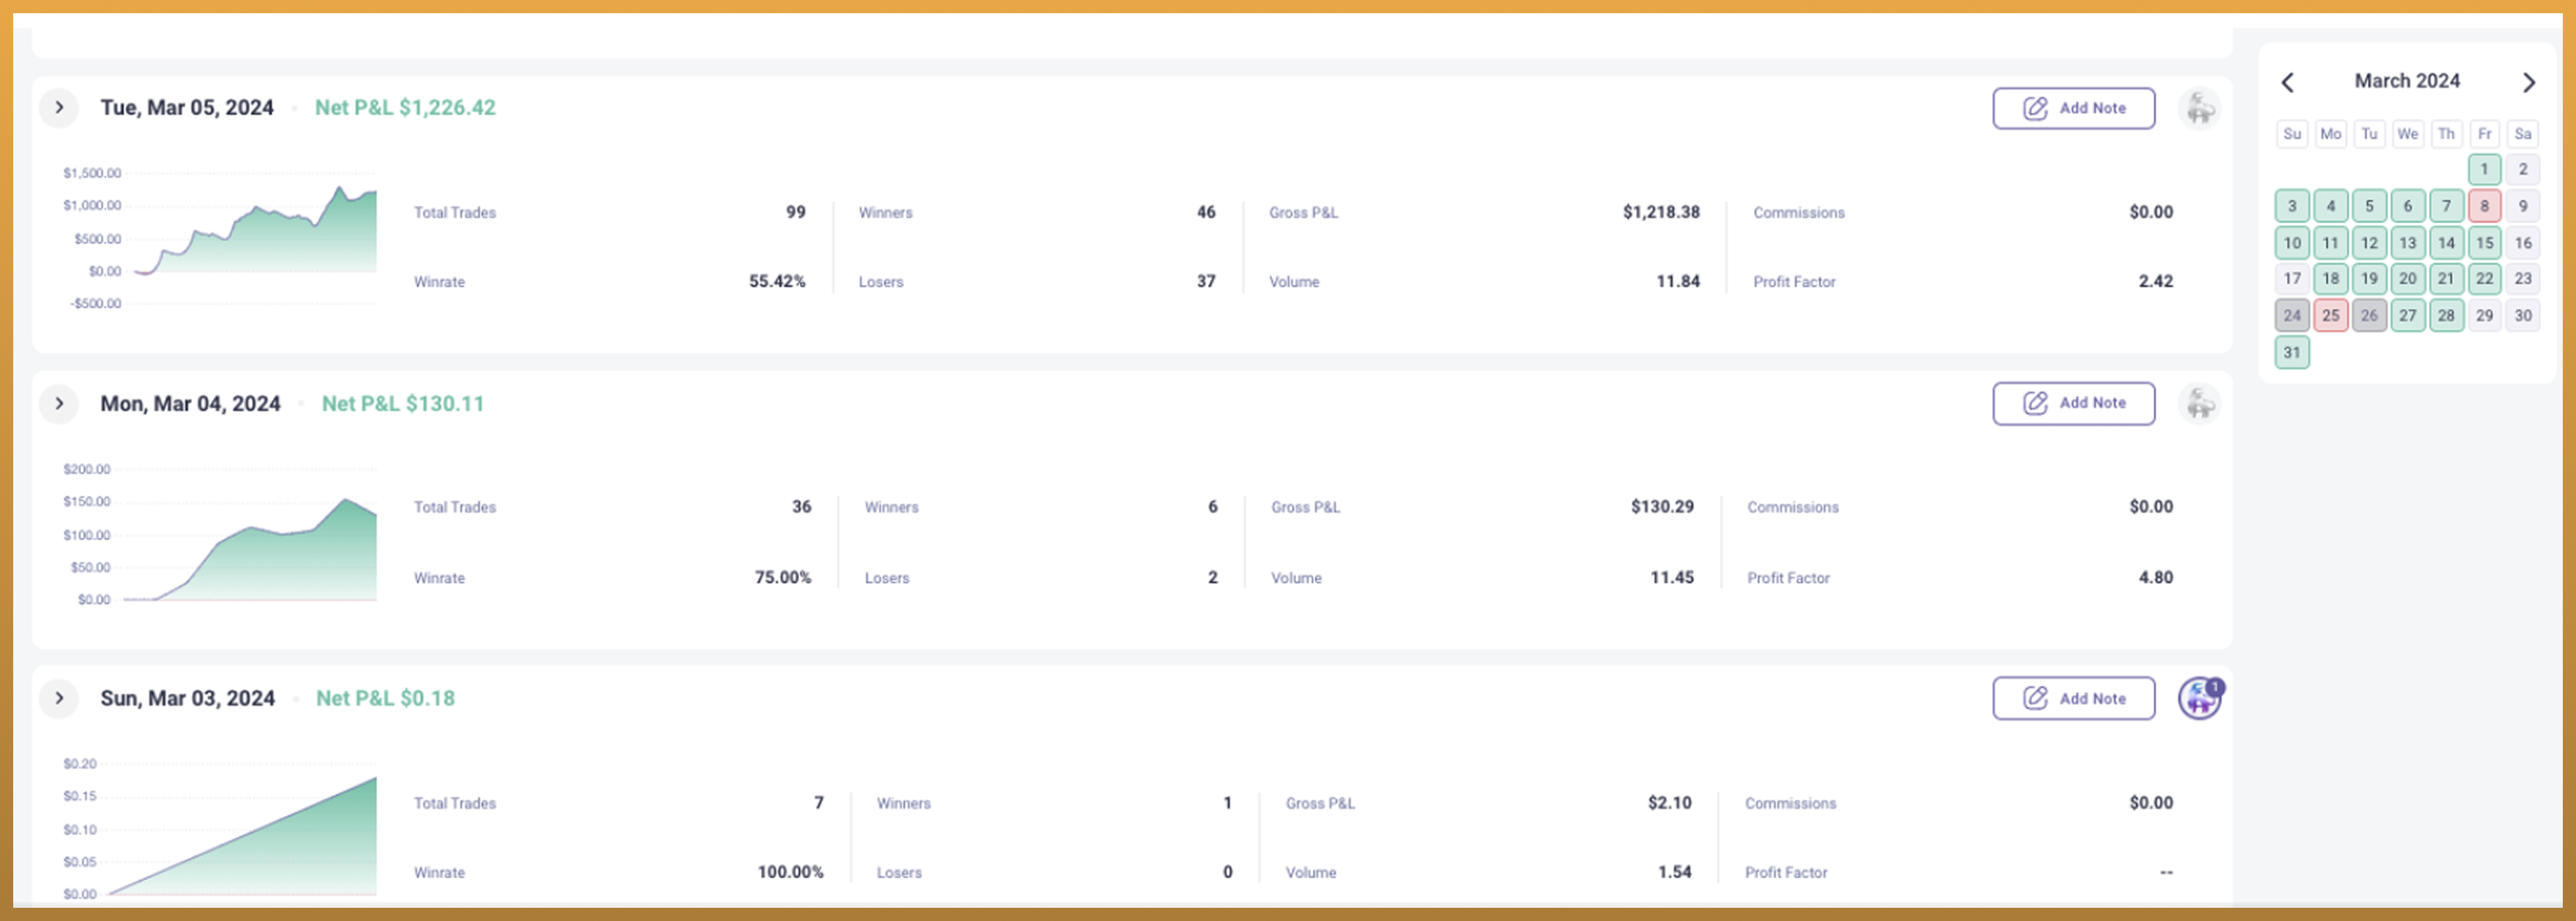 Tue, Mar 05, 2024 • Net P&L $1,226.42
Add Note
$1,500.00
$1,000.00
$500.00
$0.00
-$500.00
Total Trades 99
Winners 46
Gross P&L $1,218.38
Commissions $0.00
Winrate 55.42%
Losers 37
Volume 11.84
Profit Factor 2.42
Mon, Mar 04, 2024 • Net P&L $130.11
Add Note
$200.00
$150.00
$100.00
$50.00
$0.00
Total Trades 36
Winners 6
Gross P&L $130.29
Commissions $0.00
Winrate 75.00%
Losers 2
Volume 11.45
Profit Factor 4.80
Sun, Mar 03, 2024 • Net P&L $0.18
Add Note
1
$0.20
$0.15
$0.10
$0.05
$0.00
Total Trades 7
Winners 1
Gross P&L $2.10
Commissions $0.00
Winrate 100.00%
Losers 0
Volume 1.54
Profit Factor --
March 2024
Su Mo Tu We Th Fr Sa
1 2
3 4 5 6 7 8 9
10 11 12 13 14 15 16
17 18 19 20 21 22 23
24 25 26 27 28 29 30
31